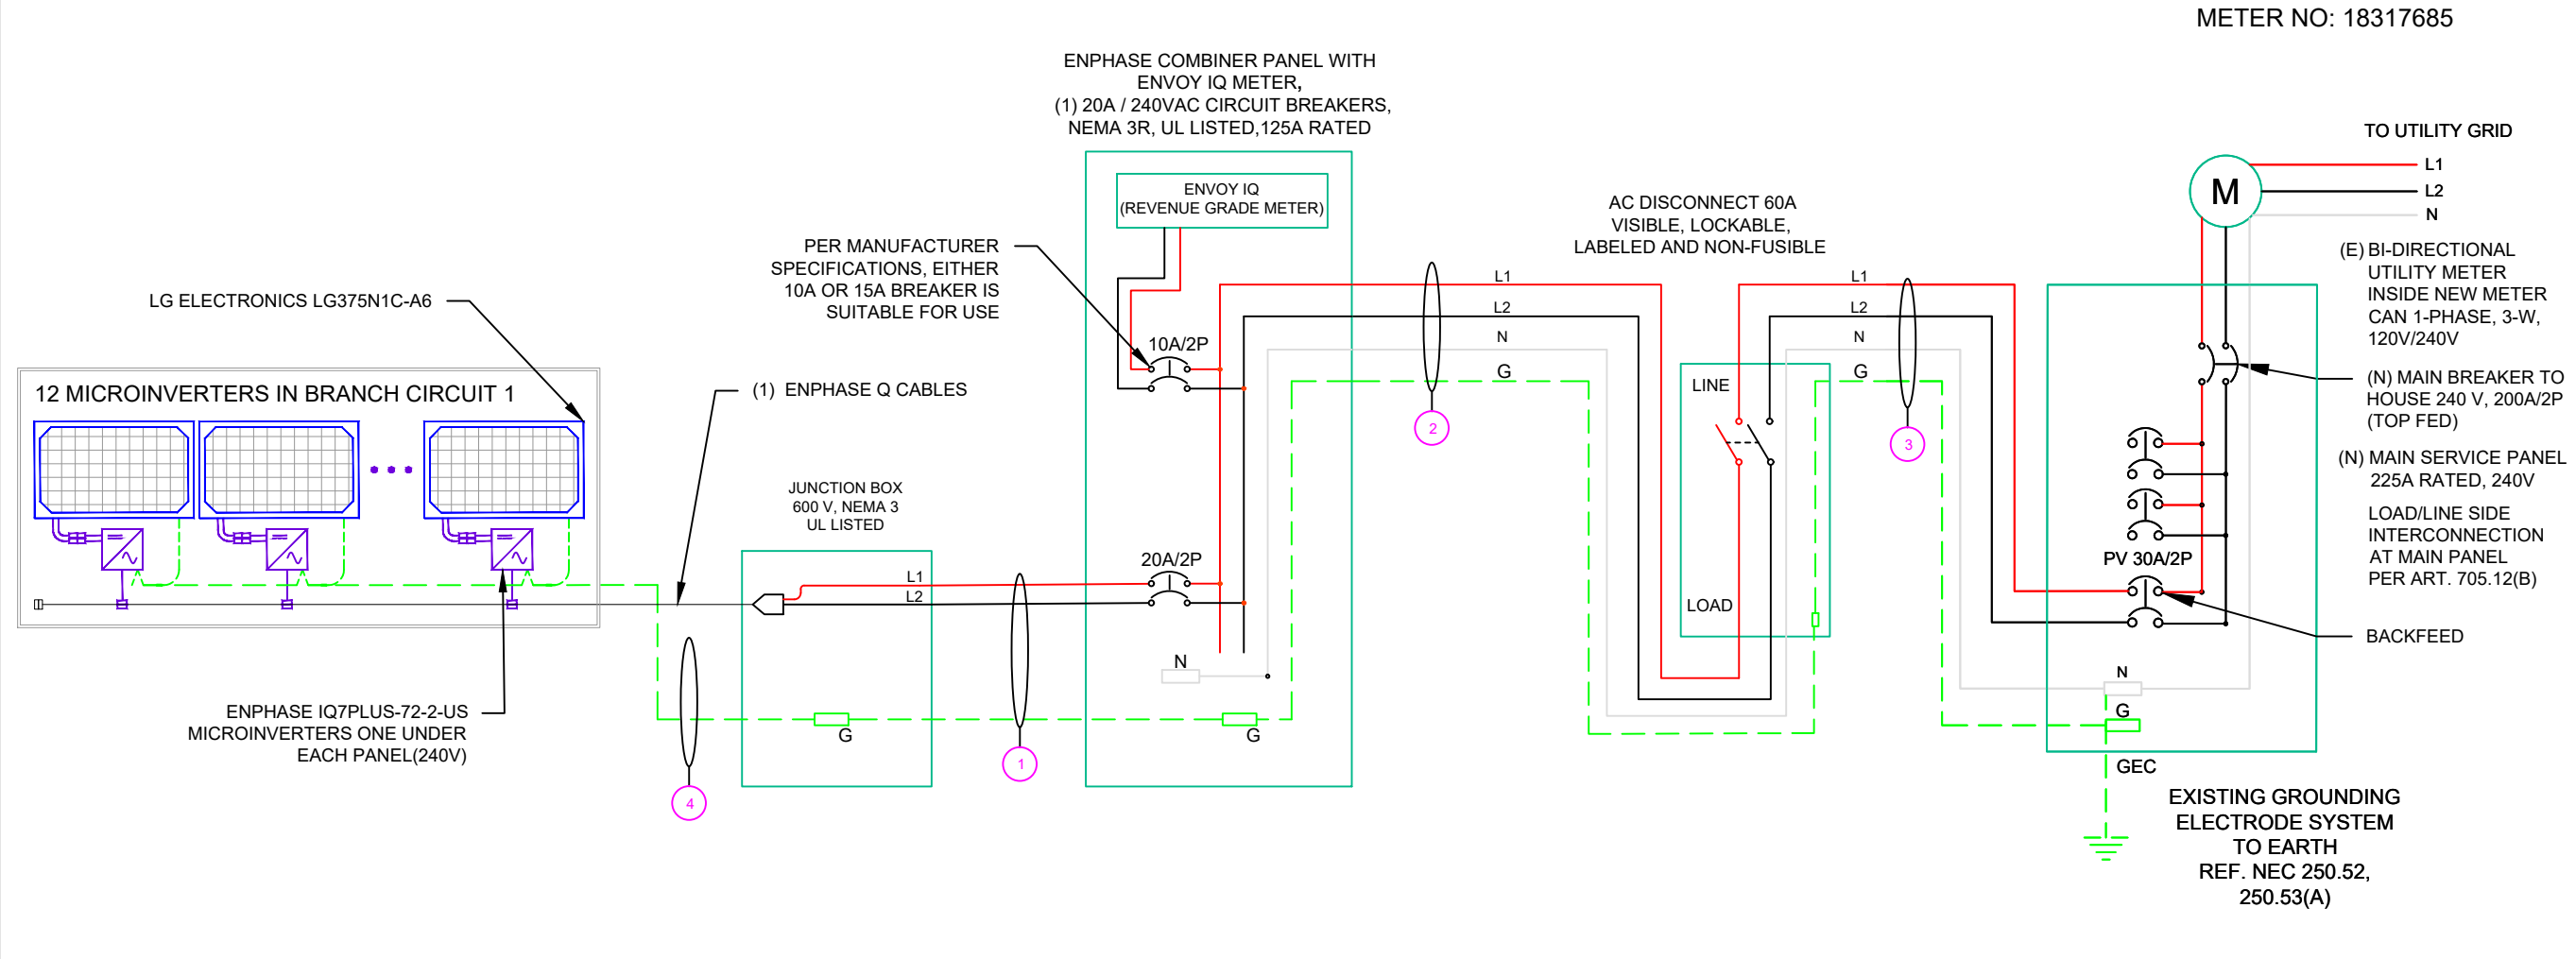 METER NO: 18317685
ENPHASE COMBINER PANEL WITH
ENVOY IQ METER,
(1) 20A / 240VAC CIRCUIT BREAKERS,
NEMA 3R, UL LISTED,125A RATED
TO UTILITY GRID
L1
L2
N
M
ENVOY IQ
(REVENUE GRADE METER)
AC DISCONNECT 60A
VISIBLE, LOCKABLE,
LABELED AND NON-FUSIBLE
PER MANUFACTURER
SPECIFICATIONS, EITHER
10A OR 15A BREAKER IS
SUITABLE FOR USE
(E) BI-DIRECTIONAL
UTILITY METER
INSIDE NEW METER
CAN 1-PHASE, 3-W,
120V/240V
LG ELECTRONICS LG375N1C-A6
L1
L2
N
G
L1
L2
N
G
10A/2P
12 MICROINVERTERS IN BRANCH CIRCUIT 1
(1) ENPHASE Q CABLES
LINE
LOAD
2
3
(N) MAIN BREAKER TO
HOUSE 240 V, 200A/2P
(TOP FED)
(N) MAIN SERVICE PANEL
225A RATED, 240V
LOAD/LINE SIDE
INTERCONNECTION
AT MAIN PANEL
PER ART. 705.12(B)
JUNCTION BOX
600 V, NEMA 3
UL LISTED
20A/2P
PV 30A/2P
L1
L2
BACKFEED
N
N
G
G
G
ENPHASE IQ7PLUS-72-2-US
MICROINVERTERS ONE UNDER
EACH PANEL(240V)
4
1
GEC
EXISTING GROUNDING
ELECTRODE SYSTEM
TO EARTH
REF. NEC 250.52,
250.53(A)